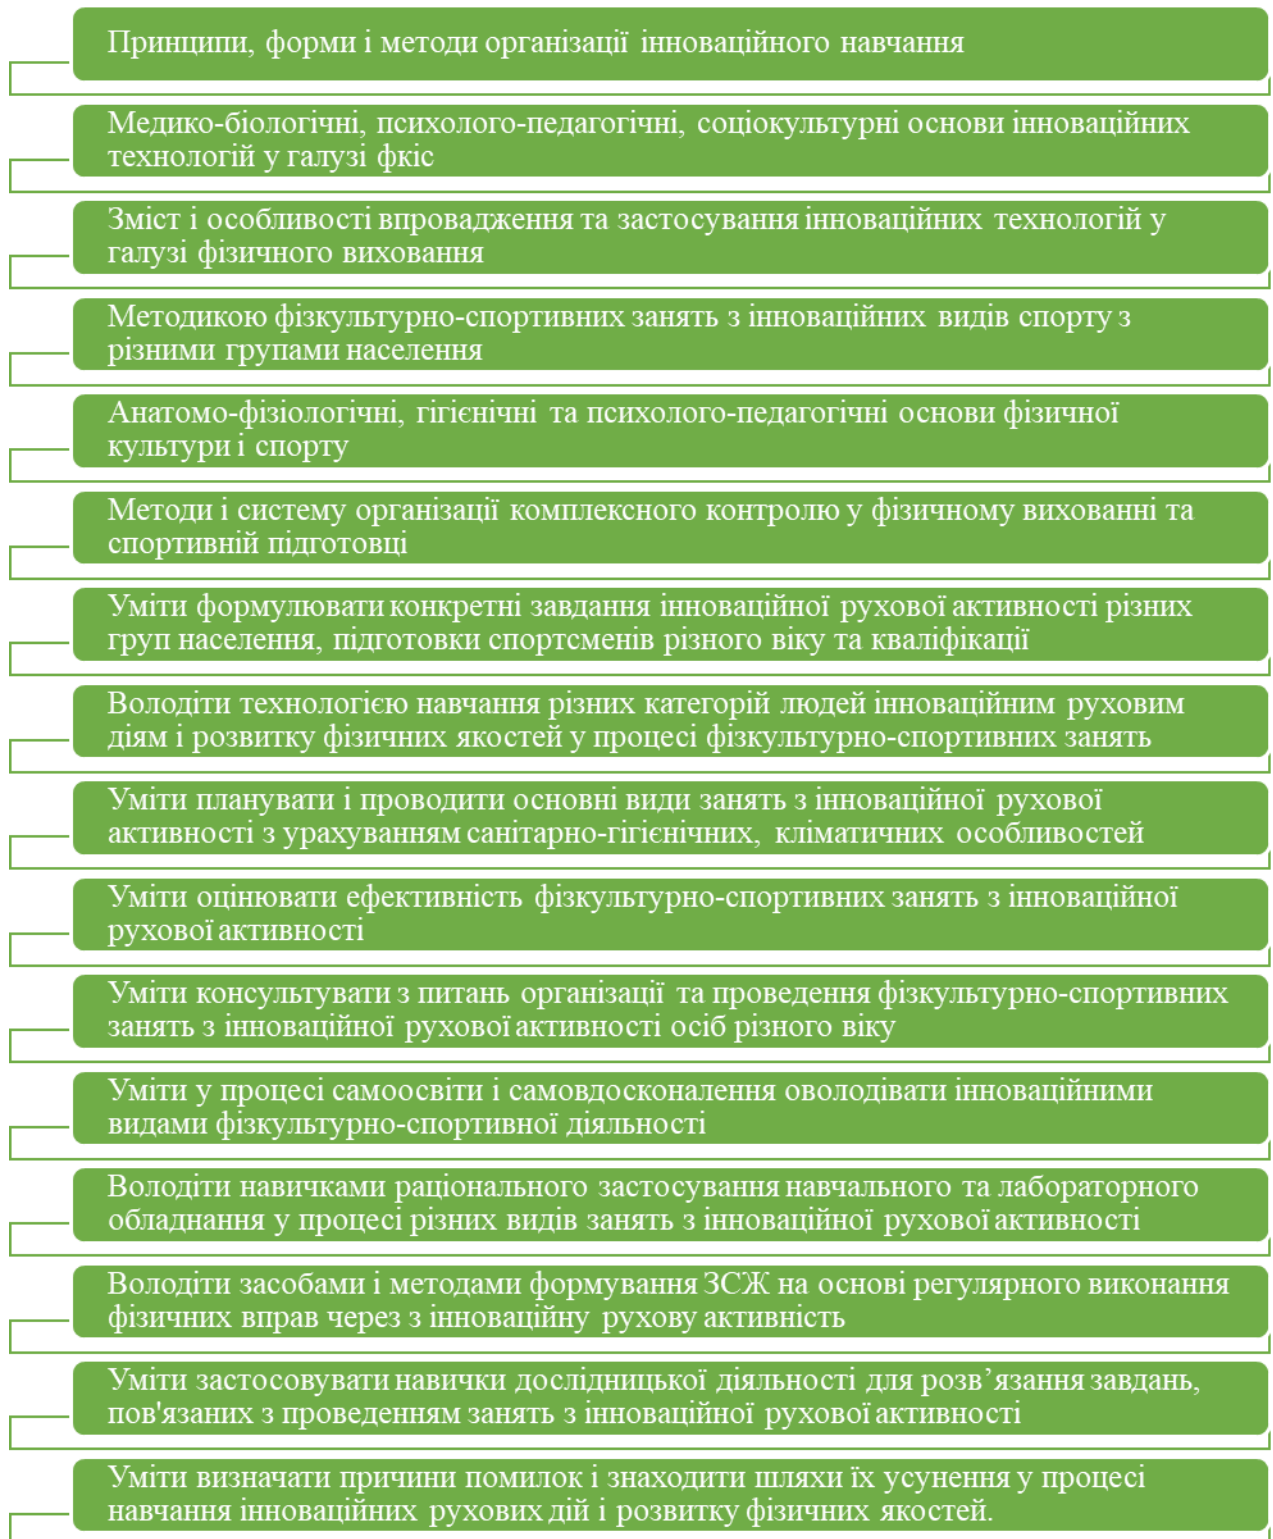 Принципи, форми і методи організації інноваційного навчання
Медико-біологічні, психолого-педагогічні, соціокультурні основи інноваційних
технологій у галузі фкіс
Зміст і особливості впровадження та застосування інноваційних технологій у
галузі фізичного виховання
Методикою фізкультурно-спортивних занять з інноваційних видів спорту з
різними групами населення
Анатомо-фізіологічні, гігієнічні та психолого-педагогічні основи фізичної
культури і спорту
Методи і систему організації комплексного контролю у фізичному вихованні та
спортивній підготовці
Уміти формулювати конкретні завдання інноваційної рухової активності різних
груп населення, підготовки спортсменів різного віку та кваліфікації
Володіти технологією навчання різних категорій людей інноваційним руховим
діям і розвитку фізичних якостей у процесі фізкультурно-спортивних занять
Уміти планувати і проводити основні види занять з інноваційної рухової
активності з урахуванням санітарно-гігієнічних, кліматичних особливостей
Уміти оцінювати ефективність фізкультурно-спортивних занять з інноваційної
рухової активності
Уміти консультувати з питань організації та проведення фізкультурно-спортивних
занять з інноваційної рухової активності осіб різного віку
Уміти у процесі самоосвіти і самовдосконалення оволодівати інноваційними
видами фізкультурно-спортивної діяльності
Володіти навичками раціонального застосування навчального та лабораторного
обладнання у процесі різних видів занять з інноваційної рухової активності
Володіти засобами і методами формування ЗСЖ на основі регулярного виконання
фізичних вправ через з інноваційну рухову активність
Уміти застосовувати навички дослідницької діяльності для розв’язання завдань,
пов'язаних з проведенням занять з інноваційної рухової активності
Уміти визначати причини помилок і знаходити шляхи їх усунення у процесі
навчання інноваційних рухових дій і розвитку фізичних якостей.